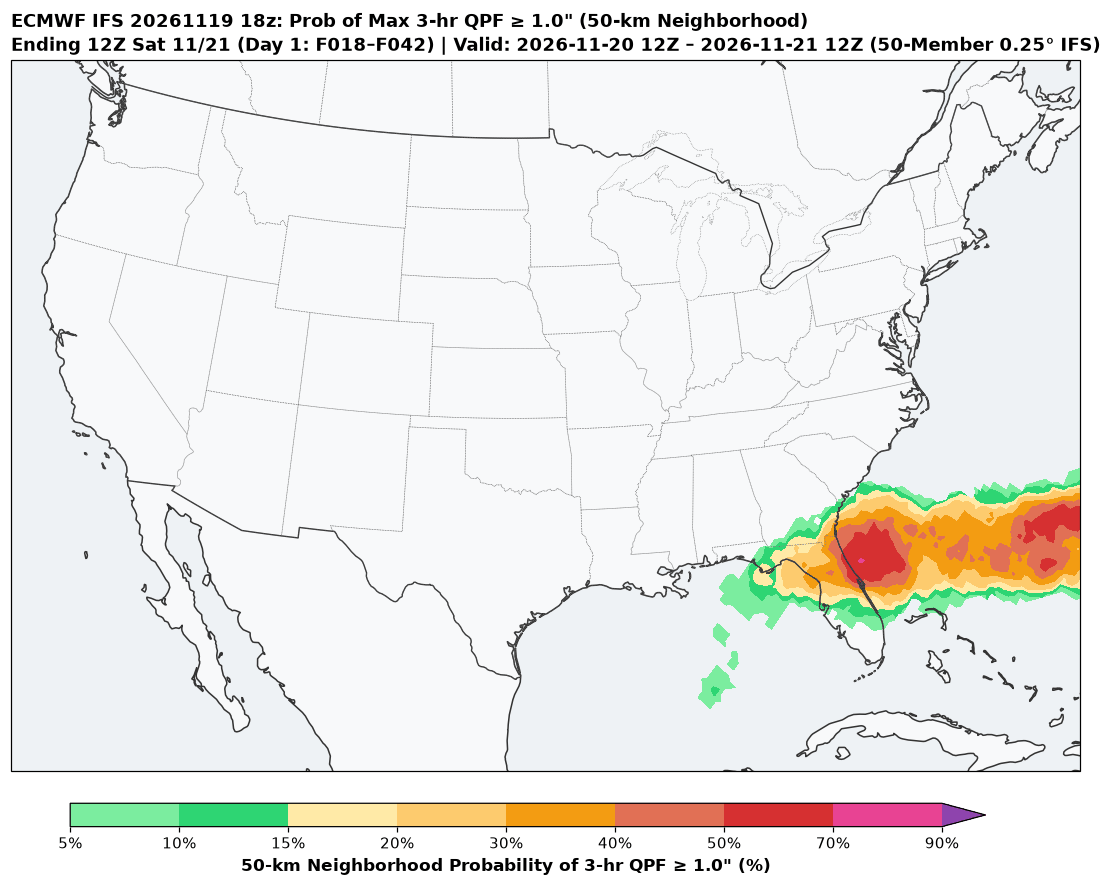 ECMWF IFS 20261119 18z: Prob of Max 3-hr QPF ≥ 1.0" (50-km Neighborhood)
Ending 12Z Sat 11/21 (Day 1: F018–F042) | Valid: 2026-11-20 12Z – 2026-11-21 12Z (50-Member 0.25° IFS)
5% 10% 15% 20% 30% 40% 50% 70% 90%
50-km Neighborhood Probability of 3-hr QPF ≥ 1.0" (%)